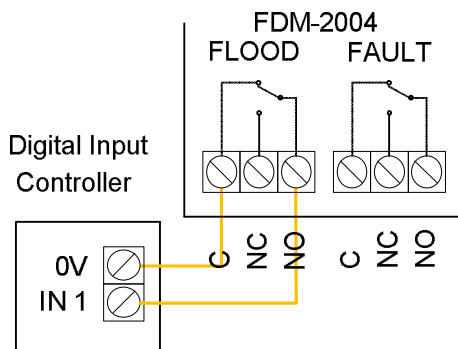 FDM-2004
FLOOD FAULT
Digital Input
Controller
0V
IN 1
C NC NO C NC NO